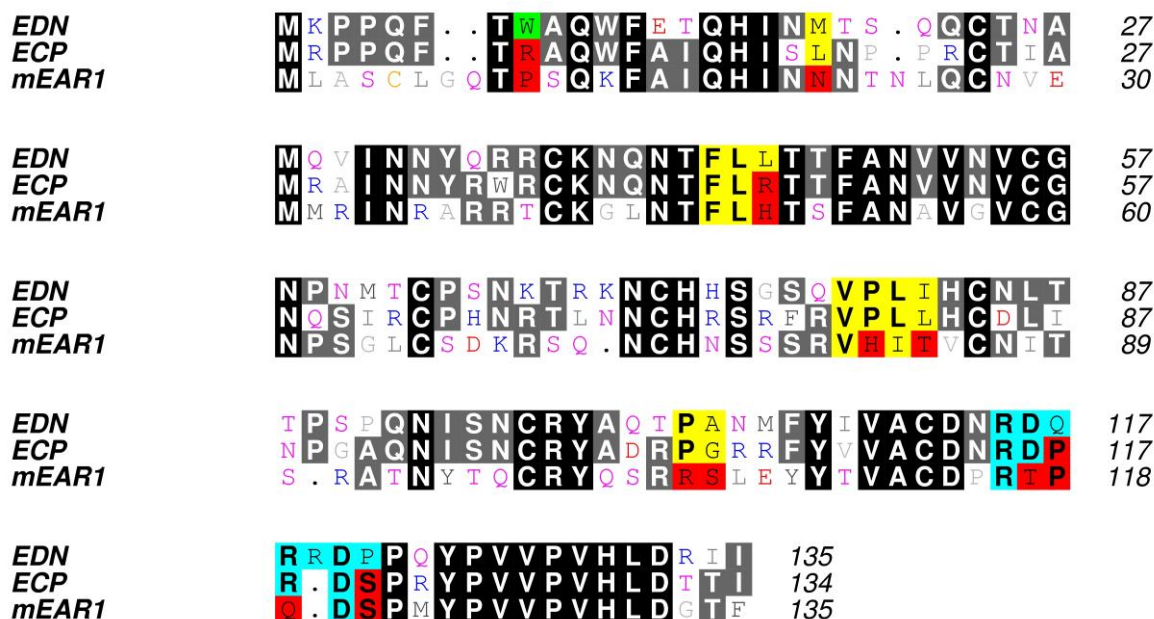 EDN MKPPQF..TWAQWFETQHINMTS.QQCTNA 27
ECP MRPPQF..TRAQWFAIQHISLNP.PRCTIA 27
mEAR1 MLASCLGQTPSQKFAIQHINNNTNLQCNVE 30
EDN MQVINNYQRRCKNQNTFLLTTFANVVNVCG 57
ECP MRAINNYRWRCKNQNTFLRTTFANVVNVCG 57
mEAR1 MMRINRARRTCKGLNTFLHTSFANAVGVCG 60
EDN NPNMTCPSNKTRKNCHHSGSQVPLIHCNLT 87
ECP NQSIRCPHNRTLNNCHRSRFRVPLLHCDLI 87
mEAR1 NPSGLCSDKRSQ.NCHNSSSRVHITVCNIT 89
EDN TPSPQNISNCRYAQTPANMFYIVACDNRDQ 117
ECP NPGAQNISNCRYADRPGRRFYVVACDNRDP 117
mEAR1 S.RATNYTQCRYQSRRSLEYYTVACDPRTP 118
EDN RRDPPQYPVVPVHLDRII 135
ECP R.DSPRYPVVPVHLDTTI 134
mEAR1 Q.DSPMYPVVPVHLDGTF 135